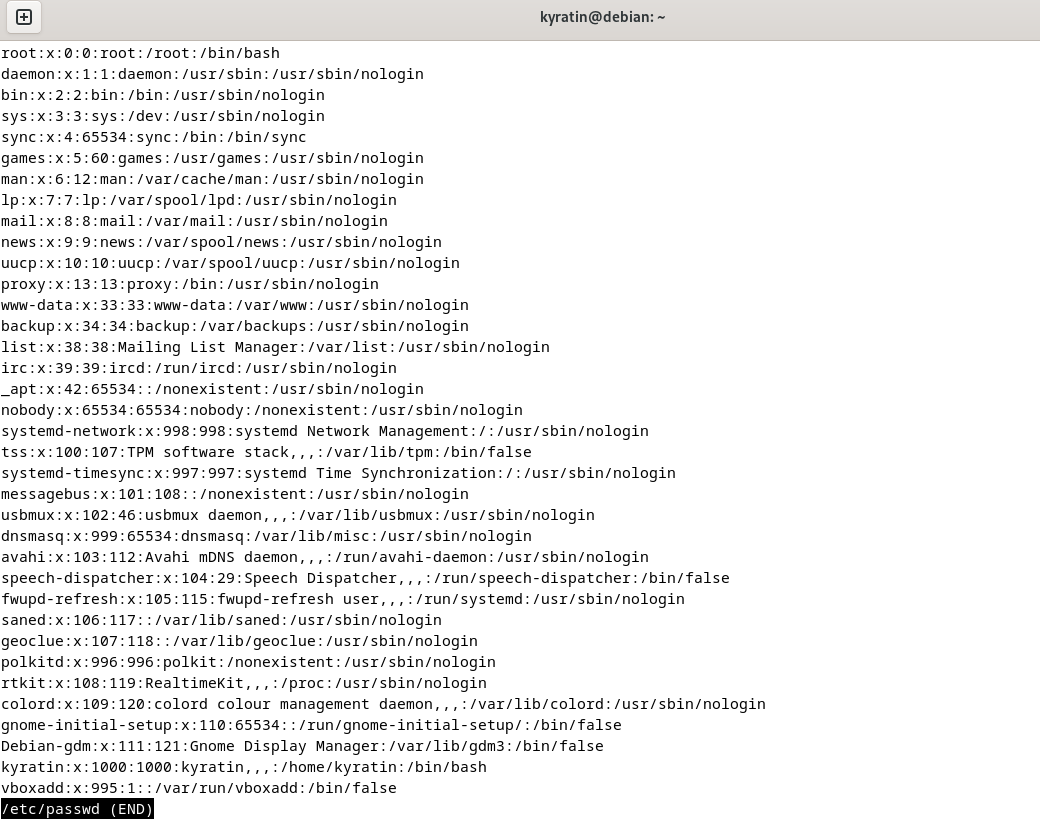 kyratin@debian: ~
root:x:0:0:root:/root:/bin/bash
daemon:x:1:1:daemon:/usr/sbin:/usr/sbin/nologin
bin:x:2:2:bin:/bin:/usr/sbin/nologin
sys:x:3:3:sys:/dev:/usr/sbin/nologin
sync:x:4:65534:sync:/bin:/bin/sync
games:x:5:60:games:/usr/games:/usr/sbin/nologin
man:x:6:12:man:/var/cache/man:/usr/sbin/nologin
lp:x:7:7:lp:/var/spool/lpd:/usr/sbin/nologin
mail:x:8:8:mail:/var/mail:/usr/sbin/nologin
news:x:9:9:news:/var/spool/news:/usr/sbin/nologin
uucp:x:10:10:uucp:/var/spool/uucp:/usr/sbin/nologin
proxy:x:13:13:proxy:/bin:/usr/sbin/nologin
www-data:x:33:33:www-data:/var/www:/usr/sbin/nologin
backup:x:34:34:backup:/var/backups:/usr/sbin/nologin
list:x:38:38:Mailing List Manager:/var/list:/usr/sbin/nologin
irc:x:39:39:ircd:/run/ircd:/usr/sbin/nologin
_apt:x:42:65534::/nonexistent:/usr/sbin/nologin
nobody:x:65534:65534:nobody:/nonexistent:/usr/sbin/nologin
systemd-network:x:998:998:systemd Network Management:/:/usr/sbin/nologin
tss:x:100:107:TPM software stack,,,:/var/lib/tpm:/bin/false
systemd-timesync:x:997:997:systemd Time Synchronization:/:/usr/sbin/nologin
messagebus:x:101:108::/nonexistent:/usr/sbin/nologin
usbmux:x:102:46:usbmux daemon,,,:/var/lib/usbmux:/usr/sbin/nologin
dnsmasq:x:999:65534:dnsmasq:/var/lib/misc:/usr/sbin/nologin
avahi:x:103:112:Avahi mDNS daemon,,,:/run/avahi-daemon:/usr/sbin/nologin
speech-dispatcher:x:104:29:Speech Dispatcher,,,:/run/speech-dispatcher:/bin/false
fwupd-refresh:x:105:115:fwupd-refresh user,,,:/run/systemd:/usr/sbin/nologin
saned:x:106:117::/var/lib/saned:/usr/sbin/nologin
geoclue:x:107:118::/var/lib/geoclue:/usr/sbin/nologin
polkitd:x:996:996:polkit:/nonexistent:/usr/sbin/nologin
rtkit:x:108:119:RealtimeKit,,,:/proc:/usr/sbin/nologin
colord:x:109:120:colord colour management daemon,,,:/var/lib/colord:/usr/sbin/nologin
gnome-initial-setup:x:110:65534::/run/gnome-initial-setup/:/bin/false
Debian-gdm:x:111:121:Gnome Display Manager:/var/lib/gdm3:/bin/false
kyratin:x:1000:1000:kyratin,,,:/home/kyratin:/bin/bash
vboxadd:x:995:1::/var/run/vboxadd:/bin/false
/etc/passwd (END)